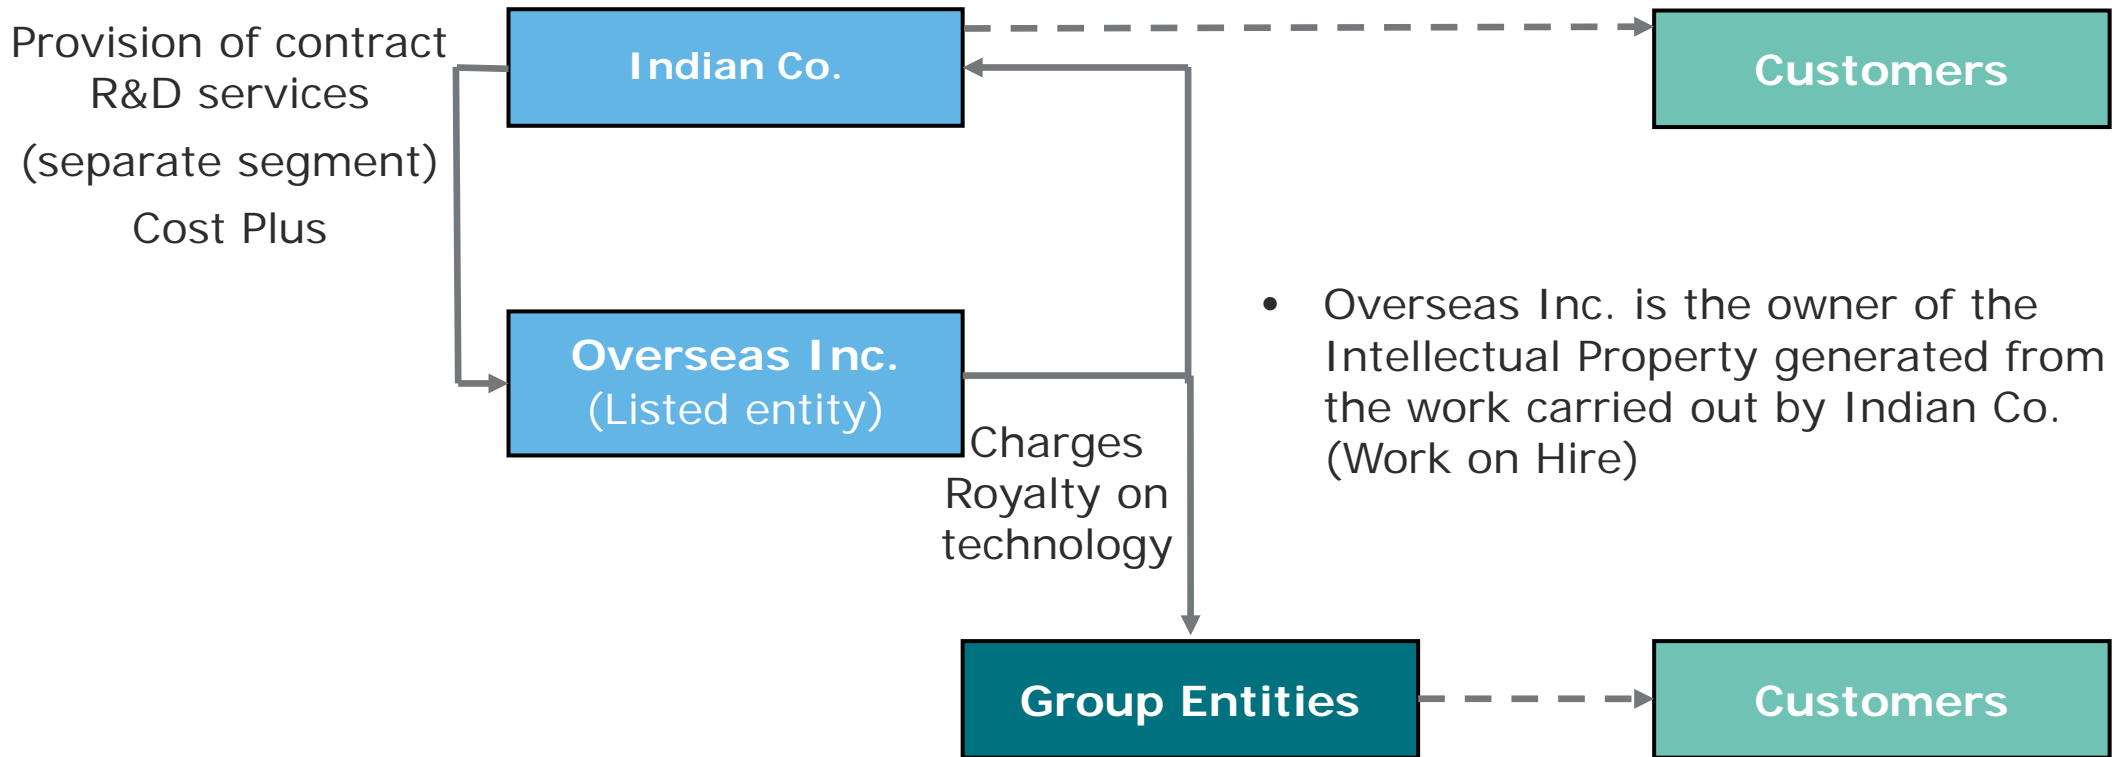 Provision of contract
R&D services
(separate segment)
Cost Plus
Indian Co.
Customers
Overseas Inc.
(Listed entity)
Charges
Royalty on
technology
• Overseas Inc. is the owner of the
Intellectual Property generated from
the work carried out by Indian Co.
(Work on Hire)
Group Entities
Customers